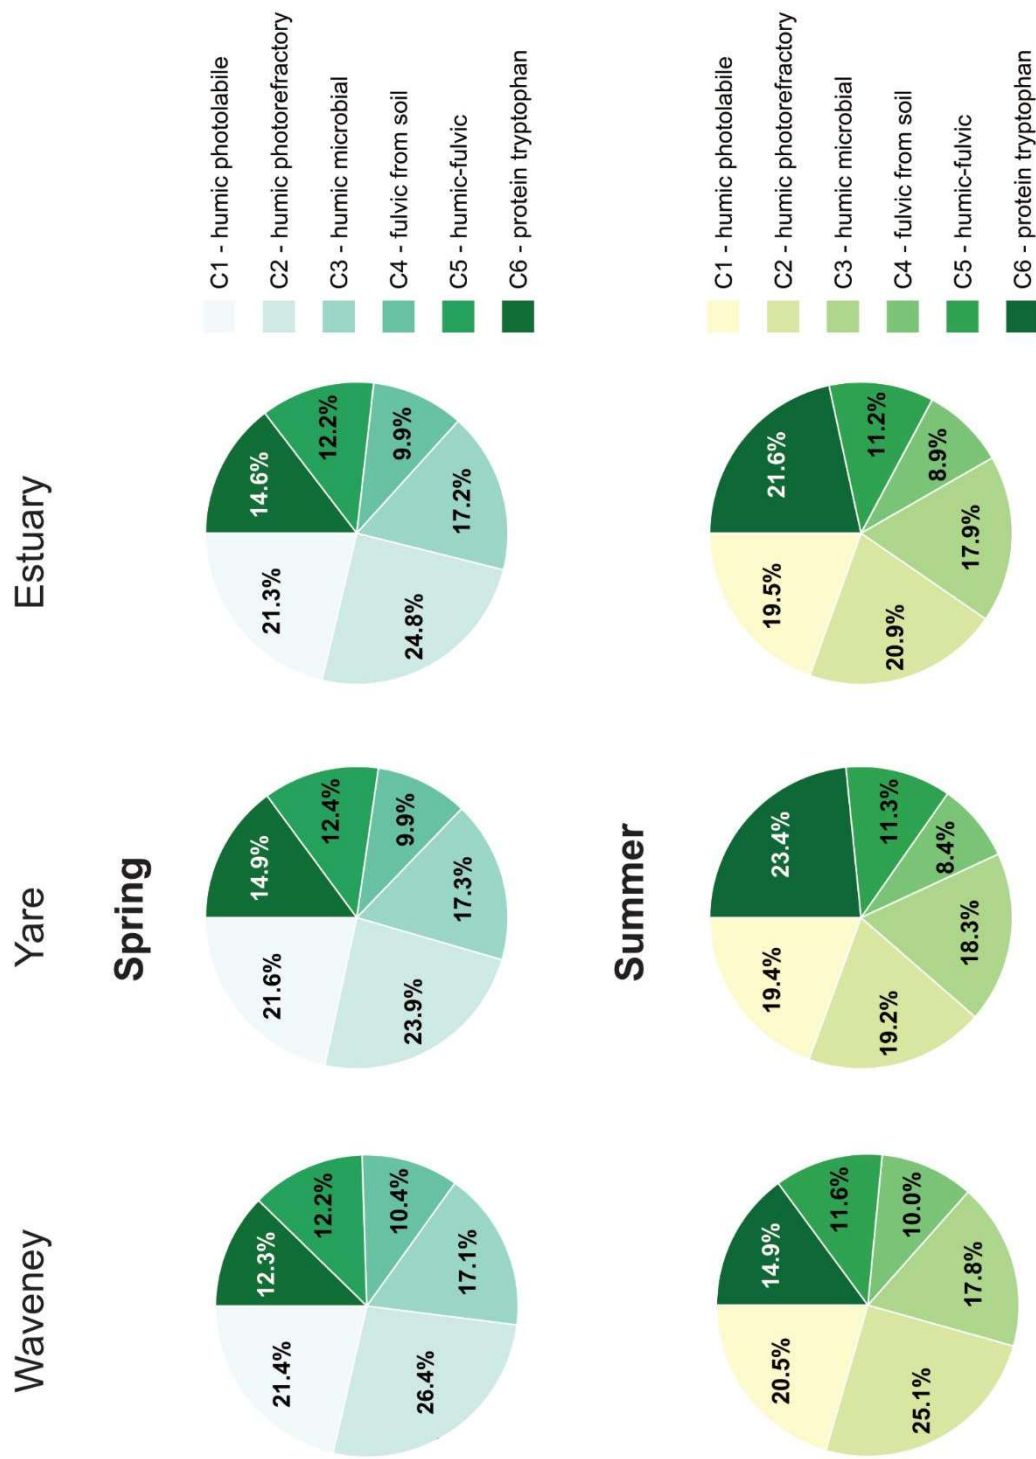 Waveney
Yare
Estuary
Spring
21.4%
26.4%
17.1%
10.4%
12.2%
12.3%
21.6%
23.9%
17.3%
9.9%
12.4%
14.9%
21.3%
24.8%
17.2%
9.9%
12.2%
14.6%
C1 - humic photolabile
C2 - humic photorefractory
C3 - humic microbial
C4 - fulvic from soil
C5 - humic-fulvic
C6 - protein tryptophan
Summer
20.5%
25.1%
17.8%
10.0%
11.6%
14.9%
19.4%
19.2%
18.3%
8.4%
11.3%
23.4%
19.5%
20.9%
17.9%
8.9%
11.2%
21.6%
C1 - humic photolabile
C2 - humic photorefractory
C3 - humic microbial
C4 - fulvic from soil
C5 - humic-fulvic
C6 - protein tryptophan